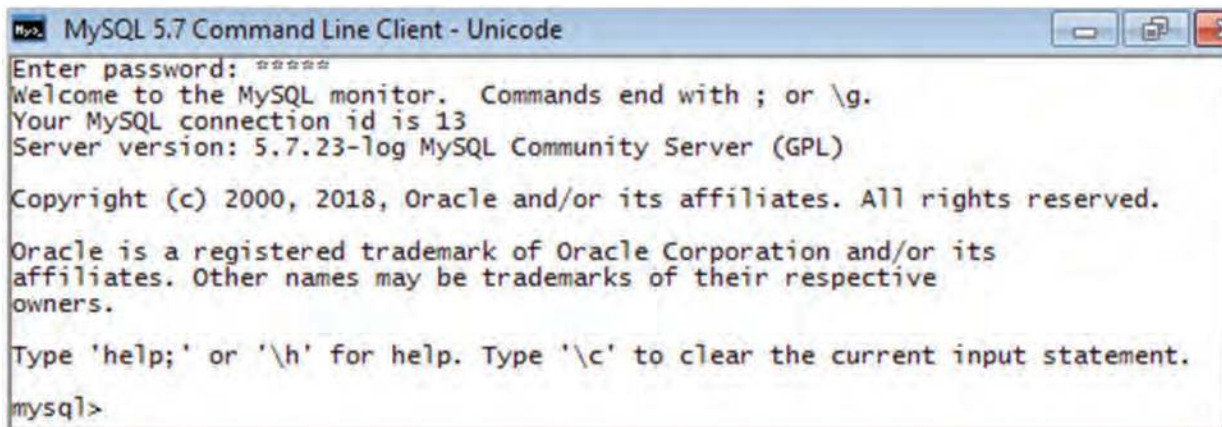 MySQL 5.7 Command Line Client - Unicode
Enter password: *****
Welcome to the MySQL monitor.  Commands end with ; or \g.
Your MySQL connection id is 13
Server version: 5.7.23-log MySQL Community Server (GPL)
Copyright (c) 2000, 2018, Oracle and/or its affiliates. All rights reserved.
Oracle is a registered trademark of Oracle Corporation and/or its
affiliates. Other names may be trademarks of their respective
owners.
Type 'help;' or '\h' for help. Type '\c' to clear the current input statement.
mysql>